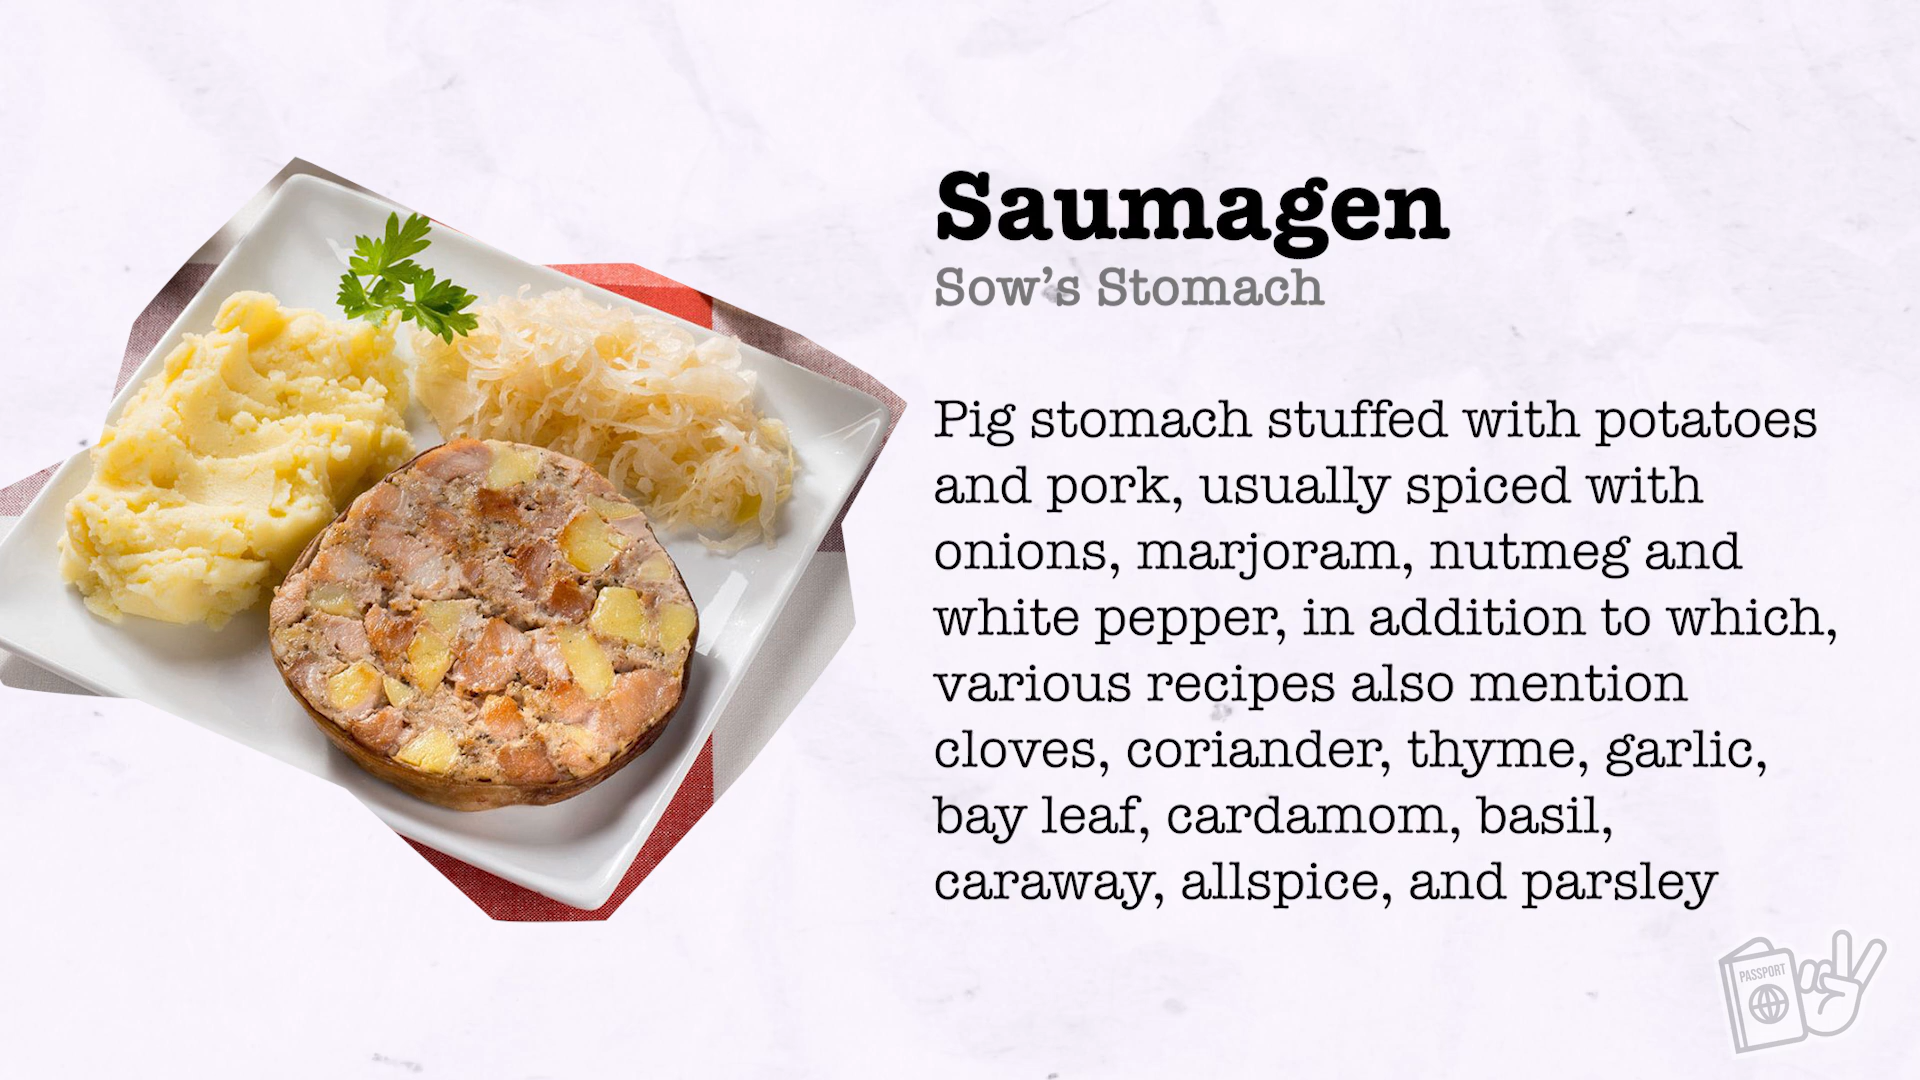 Saumagen
Sow's Stomach
Pig stomach stuffed with potatoes
and pork, usually spiced with
onions, marjoram, nutmeg and
white pepper, in addition to which,
various recipes also mention
cloves, coriander, thyme, garlic,
bay leaf, cardamom, basil,
caraway, allspice, and parsley
PASSPORT